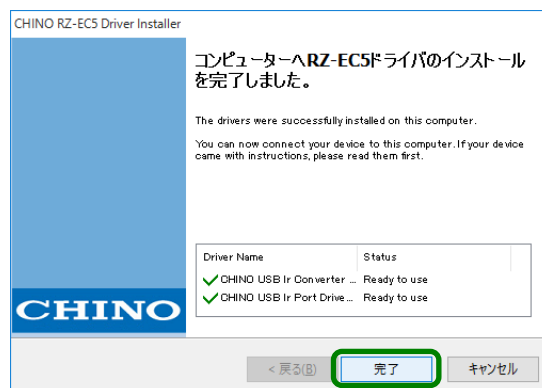 CHINO RZ-EC5 Driver Installer
コンピューターへRZ-EC5ドライバのインストール
を完了しました。
The drivers were successfully installed on this computer.
You can now connect your device to this computer. If your device
came with instructions, please read them first.
Driver Name Status
CHINO USB Ir Converter ... Ready to use
CHINO USB Ir Port Drive... Ready to use
CHINO
< 戻る(B) 完了 キャンセル